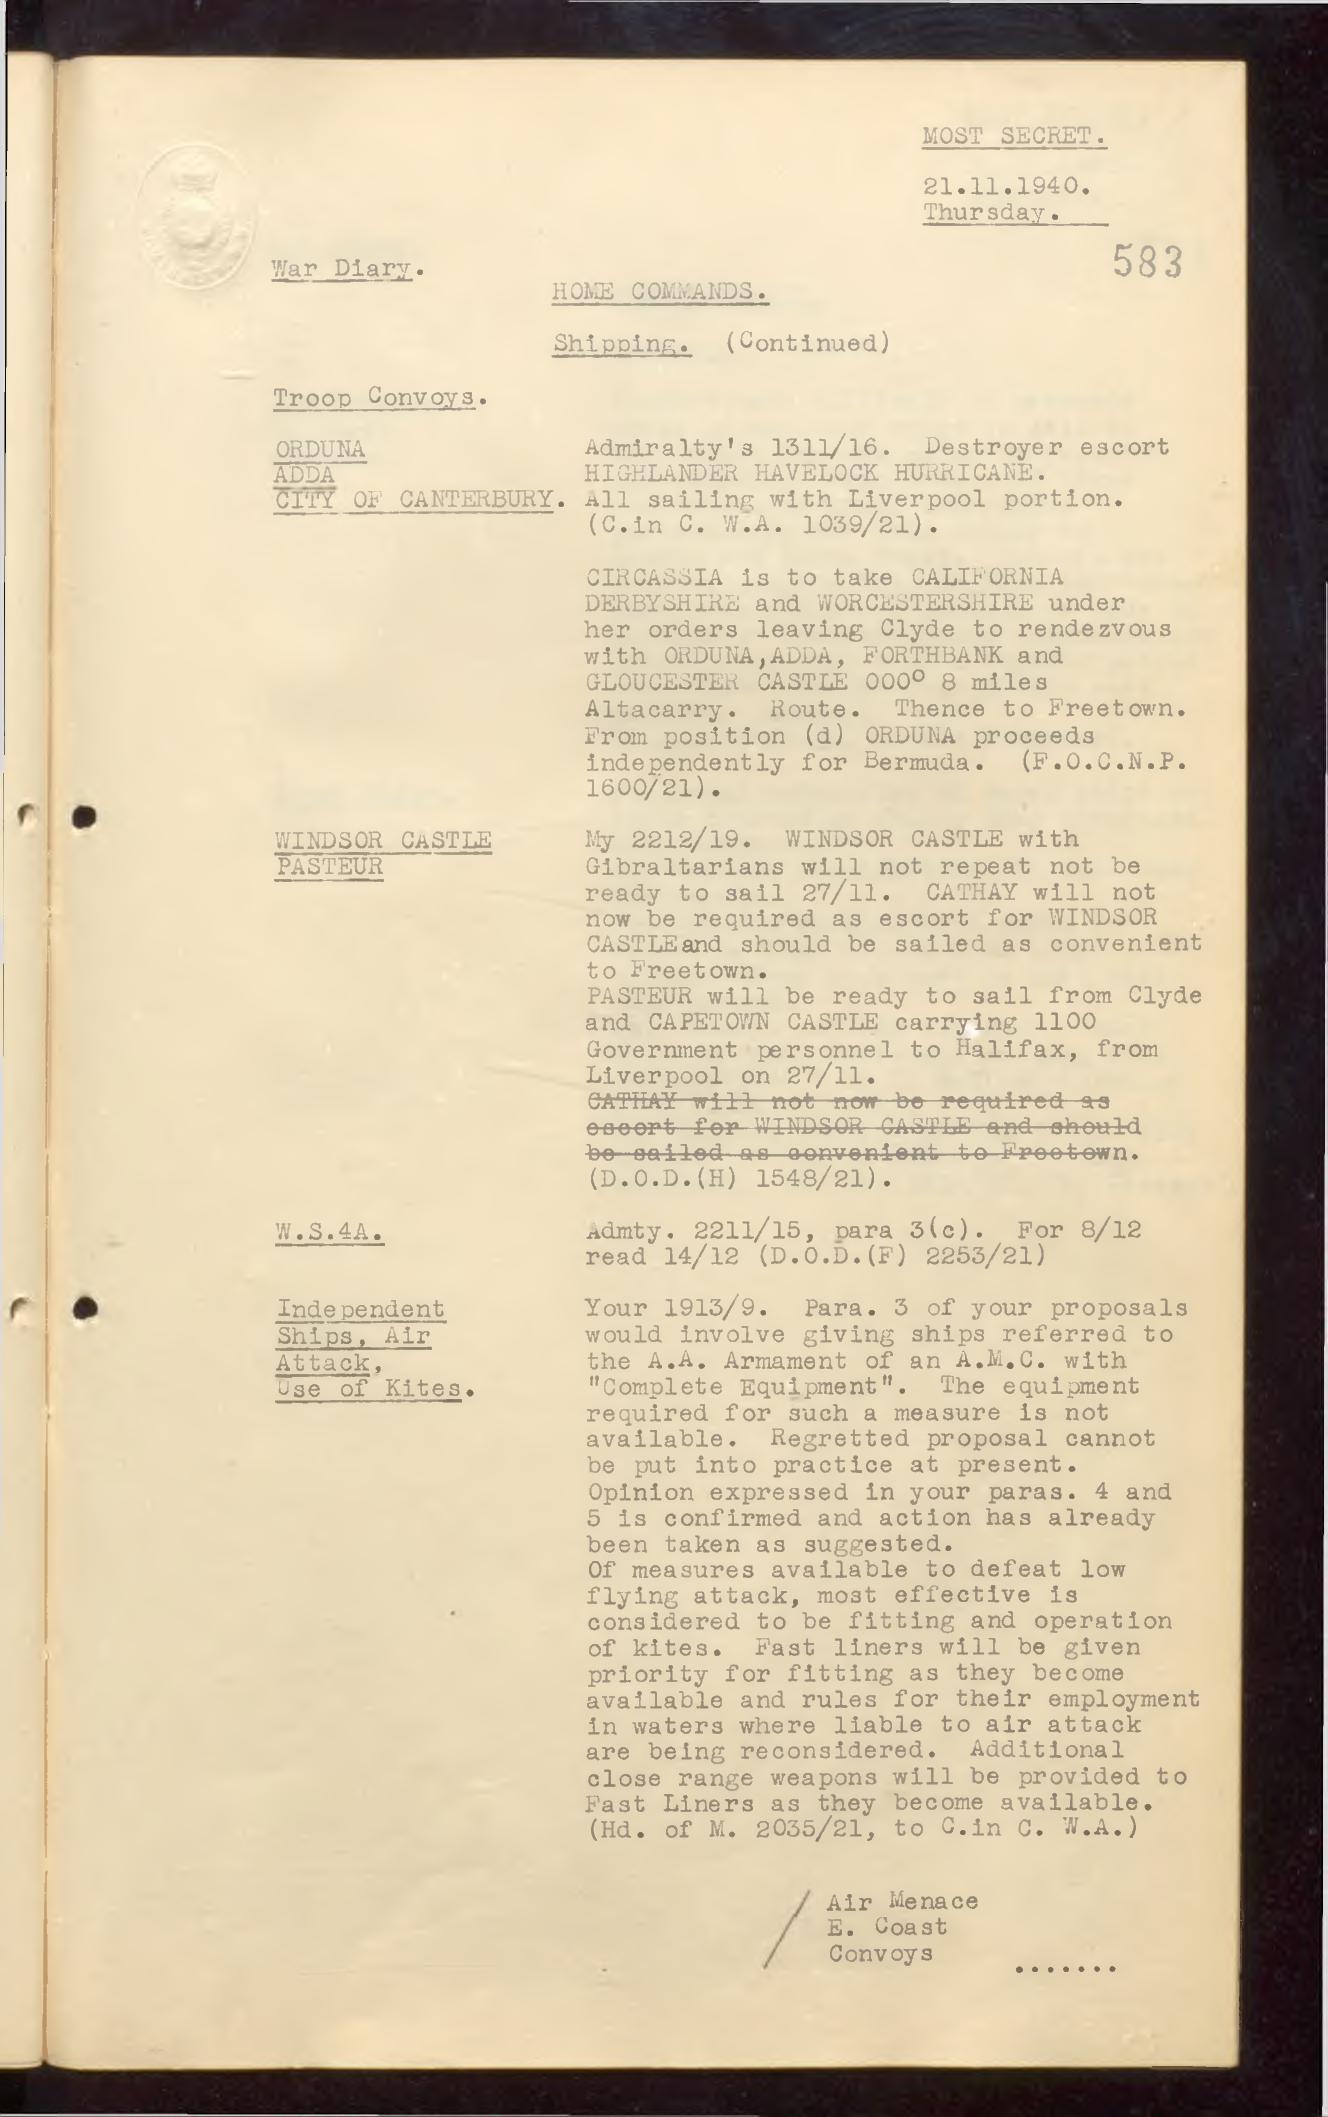 MOST SECRET.
21.11.1940.
Thursday.
583
War Diary.
HOME COMMANDS.
Shipping. (Continued)
Troop Convoys.
ORDUNA
ADDA
CITY OF CANTERBURY.
Admiralty's 1311/16. Destroyer escort
HIGHLANDER HAVELOCK HURRICANE.
All sailing with Liverpool portion.
(C.in C. W.A. 1039/21).
CIRCASSIA is to take CALIFORNIA
DERBYSHIRE and WORCESTERSHIRE under
her orders leaving Clyde to rendezvous
with ORDUNA,ADDA, FORTHBANK and
GLOUCESTER CASTLE 000° 8 miles
Altacarry. Route. Thence to Freetown.
From position (d) ORDUNA proceeds
independently for Bermuda. (F.O.C.N.P.
1600/21).
WINDSOR CASTLE
PASTEUR
My 2212/19. WINDSOR CASTLE with
Gibraltarians will not repeat not be
ready to sail 27/11. CATHAY will not
now be required as escort for WINDSOR
CASTLEand should be sailed as convenient
to Freetown.
PASTEUR will be ready to sail from Clyde
and CAPETOWN CASTLE carrying 1100
Government personnel to Halifax, from
Liverpool on 27/11.
CATHAY will not now be required as
escort for WINDSOR CASTLE and should
be sailed as convenient to Freetown.
(D.O.D.(H) 1548/21).
W.S.4A.
Admty. 2211/15, para 3(c). For 8/12
read 14/12 (D.O.D.(F) 2253/21)
Independent
Ships, Air
Attack,
Use of Kites.
Your 1913/9. Para. 3 of your proposals
would involve giving ships referred to
the A.A. Armament of an A.M.C. with
"Complete Equipment". The equipment
required for such a measure is not
available. Regretted proposal cannot
be put into practice at present.
Opinion expressed in your paras. 4 and
5 is confirmed and action has already
been taken as suggested.
Of measures available to defeat low
flying attack, most effective is
considered to be fitting and operation
of kites. Fast liners will be given
priority for fitting as they become
available and rules for their employment
in waters where liable to air attack
are being reconsidered. Additional
close range weapons will be provided to
Fast Liners as they become available.
(Hd. of M. 2035/21, to C.in C. W.A.)
/ Air Menace
E. Coast
Convoys .......